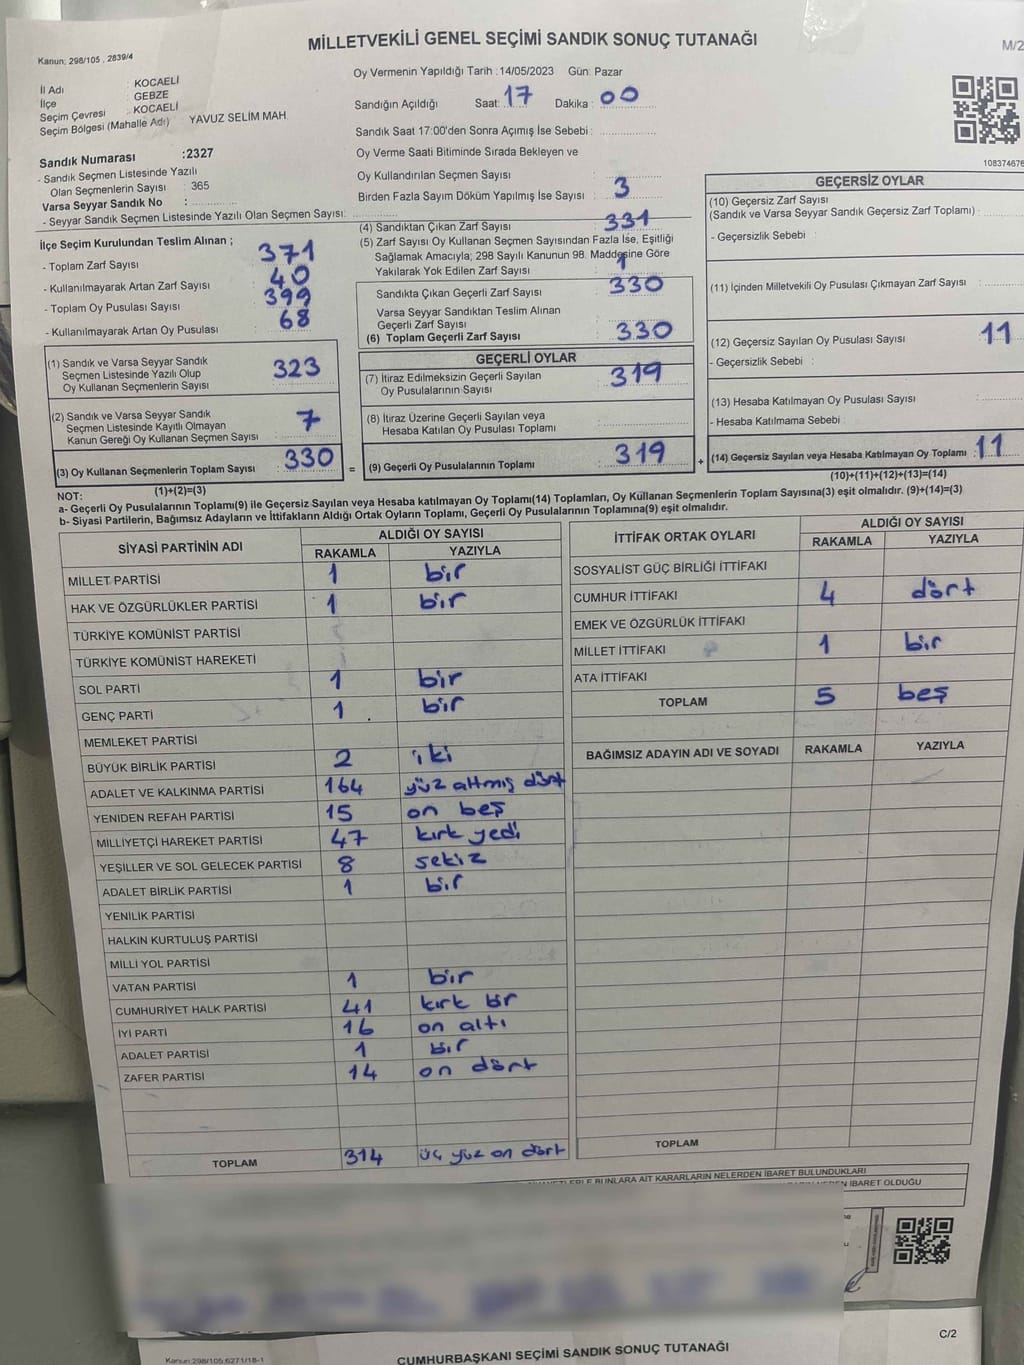 MİLLETVEKİLİ GENEL SEÇİMİ SANDIK SONUÇ TUTANAĞI
M/2
Kanun: 298/105 , 2839/4
İl Adı : KOCAELİ
İlçe : GEBZE
Seçim Çevresi : KOCAELİ
Seçim Bölgesi (Mahalle Adı) : YAVUZ SELİM MAH
Sandık Numarası :2327
- Sandık Seçmen Listesinde Yazılı
Olan Seçmenlerin Sayısı : 365
Varsa Seyyar Sandık No :
- Seyyar Sandık Seçmen Listesinde Yazılı Olan Seçmen Sayısı:
Oy Vermenin Yapıldığı Tarih :14/05/2023 Gün: Pazar
Sandığın Açıldığı Saat: 17 Dakika: 00
Sandık Saat 17:00'den Sonra Açımış İse Sebebi :
Oy Verme Saati Bitiminde Sırada Bekleyen ve
Oy Kullandırılan Seçmen Sayısı :
Birden Fazla Sayım Döküm Yapılmış İse Sayısı : 3
108374676
İlçe Seçim Kurulundan Teslim Alınan ;
- Toplam Zarf Sayısı : 371
- Kullanılmayarak Artan Zarf Sayısı : 40
- Toplam Oy Pusulası Sayısı : 399
- Kullanılmayarak Artan Oy Pusulası : 68
(1) Sandık ve Varsa Seyyar Sandık
Seçmen Listesinde Yazılı Olup
Oy Kullanan Seçmenlerin Sayısı : 323
(2) Sandık ve Varsa Seyyar Sandık
Seçmen Listesinde Kayıtlı Olmayan
Kanun Gereği Oy Kullanan Seçmen Sayısı : 7
(3) Oy Kullanan Seçmenlerin Toplam Sayısı : 330
(1)+(2)=(3)
(4) Sandıktan Çıkan Zarf Sayısı : 331
(5) Zarf Sayısı Oy Kullanan Seçmen Sayısından Fazla İse, Eşitliği
Sağlamak Amacıyla; 298 Sayılı Kanunun 98. Maddesine Göre
Yakılarak Yok Edilen Zarf Sayısı : 1
Sandıkta Çıkan Geçerli Zarf Sayısı : 330
Varsa Seyyar Sandıktan Teslim Alınan
Geçerli Zarf Sayısı :
(6) Toplam Geçerli Zarf Sayısı : 330
GEÇERLİ OYLAR
(7) İtiraz Edilmeksizin Geçerli Sayılan
Oy Pusulalarının Sayısı : 319
(8) İtiraz Üzerine Geçerli Sayılan veya
Hesaba Katılan Oy Pusulası Toplamı :
= (9) Geçerli Oy Pusulalarının Toplamı : 319
GEÇERSİZ OYLAR
(10) Geçersiz Zarf Sayısı
(Sandık ve Varsa Seyyar Sandık Geçersiz Zarf Toplamı) :
- Geçersizlik Sebebi :
(11) İçinden Milletvekili Oy Pusulası Çıkmayan Zarf Sayısı :
(12) Geçersiz Sayılan Oy Pusulası Sayısı : 11
- Geçersizlik Sebebi :
(13) Hesaba Katılmayan Oy Pusulası Sayısı :
- Hesaba Katılmama Sebebi :
+ (14) Geçersiz Sayılan veya Hesaba Katılmayan Oy Toplamı : 11
(10)+(11)+(12)+(13)=(14)
NOT:
a- Geçerli Oy Pusulalarının Toplamı(9) ile Geçersiz Sayılan veya Hesaba katılmayan Oy Toplamı(14) Toplamları, Oy Kullanan Seçmenlerin Toplam Sayısına(3) eşit olmalıdır. (9)+(14)=(3)
b- Siyasi Partilerin, Bağımsız Adayların ve İttifakların Aldığı Ortak Oyların Toplamı, Geçerli Oy Pusulalarının Toplamına(9) eşit olmalıdır.
SİYASİ PARTİNİN ADI ALDIĞI OY SAYISI
RAKAMLA YAZIYLA
MİLLET PARTİSİ 1 bir
HAK VE ÖZGÜRLÜKLER PARTİSİ 1 bir
TÜRKİYE KOMÜNİST PARTİSİ
TÜRKİYE KOMÜNİST HAREKETİ
SOL PARTİ 1 bir
GENÇ PARTİ 1 bir
MEMLEKET PARTİSİ
BÜYÜK BİRLİK PARTİSİ 2 iki
ADALET VE KALKINMA PARTİSİ 164 yüz altmış dört
YENİDEN REFAH PARTİSİ 15 on beş
MİLLİYETÇİ HAREKET PARTİSİ 47 kırk yedi
YEŞİLLER VE SOL GELECEK PARTİSİ 8 sekiz
ADALET BİRLİK PARTİSİ 1 bir
YENİLİK PARTİSİ
HALKIN KURTULUŞ PARTİSİ
MİLLİ YOL PARTİSİ
VATAN PARTİSİ 1 bir
CUMHURİYET HALK PARTİSİ 41 kırk bir
İYİ PARTİ 16 on altı
ADALET PARTİSİ 1 bir
ZAFER PARTİSİ 14 on dört
TOPLAM 314 üç yüz on dört
İTTİFAK ORTAK OYLARI ALDIĞI OY SAYISI
RAKAMLA YAZIYLA
SOSYALİST GÜÇ BİRLİĞİ İTTİFAKI
CUMHUR İTTİFAKI 4 dört
EMEK VE ÖZGÜRLÜK İTTİFAKI
MİLLET İTTİFAKI 1 bir
ATA İTTİFAKI
TOPLAM 5 beş
BAĞIMSIZ ADAYIN ADI VE SOYADI RAKAMLA YAZIYLA
TOPLAM
BUNLARA AİT KARARLARIN NELERDEN İBARET BULUNDUKLARI
İBARET OLDUĞU
C/2
Kanun:298/105,6271/18-1
CUMHURBAŞKANI SEÇİMİ SANDIK SONUÇ TUTANAĞI